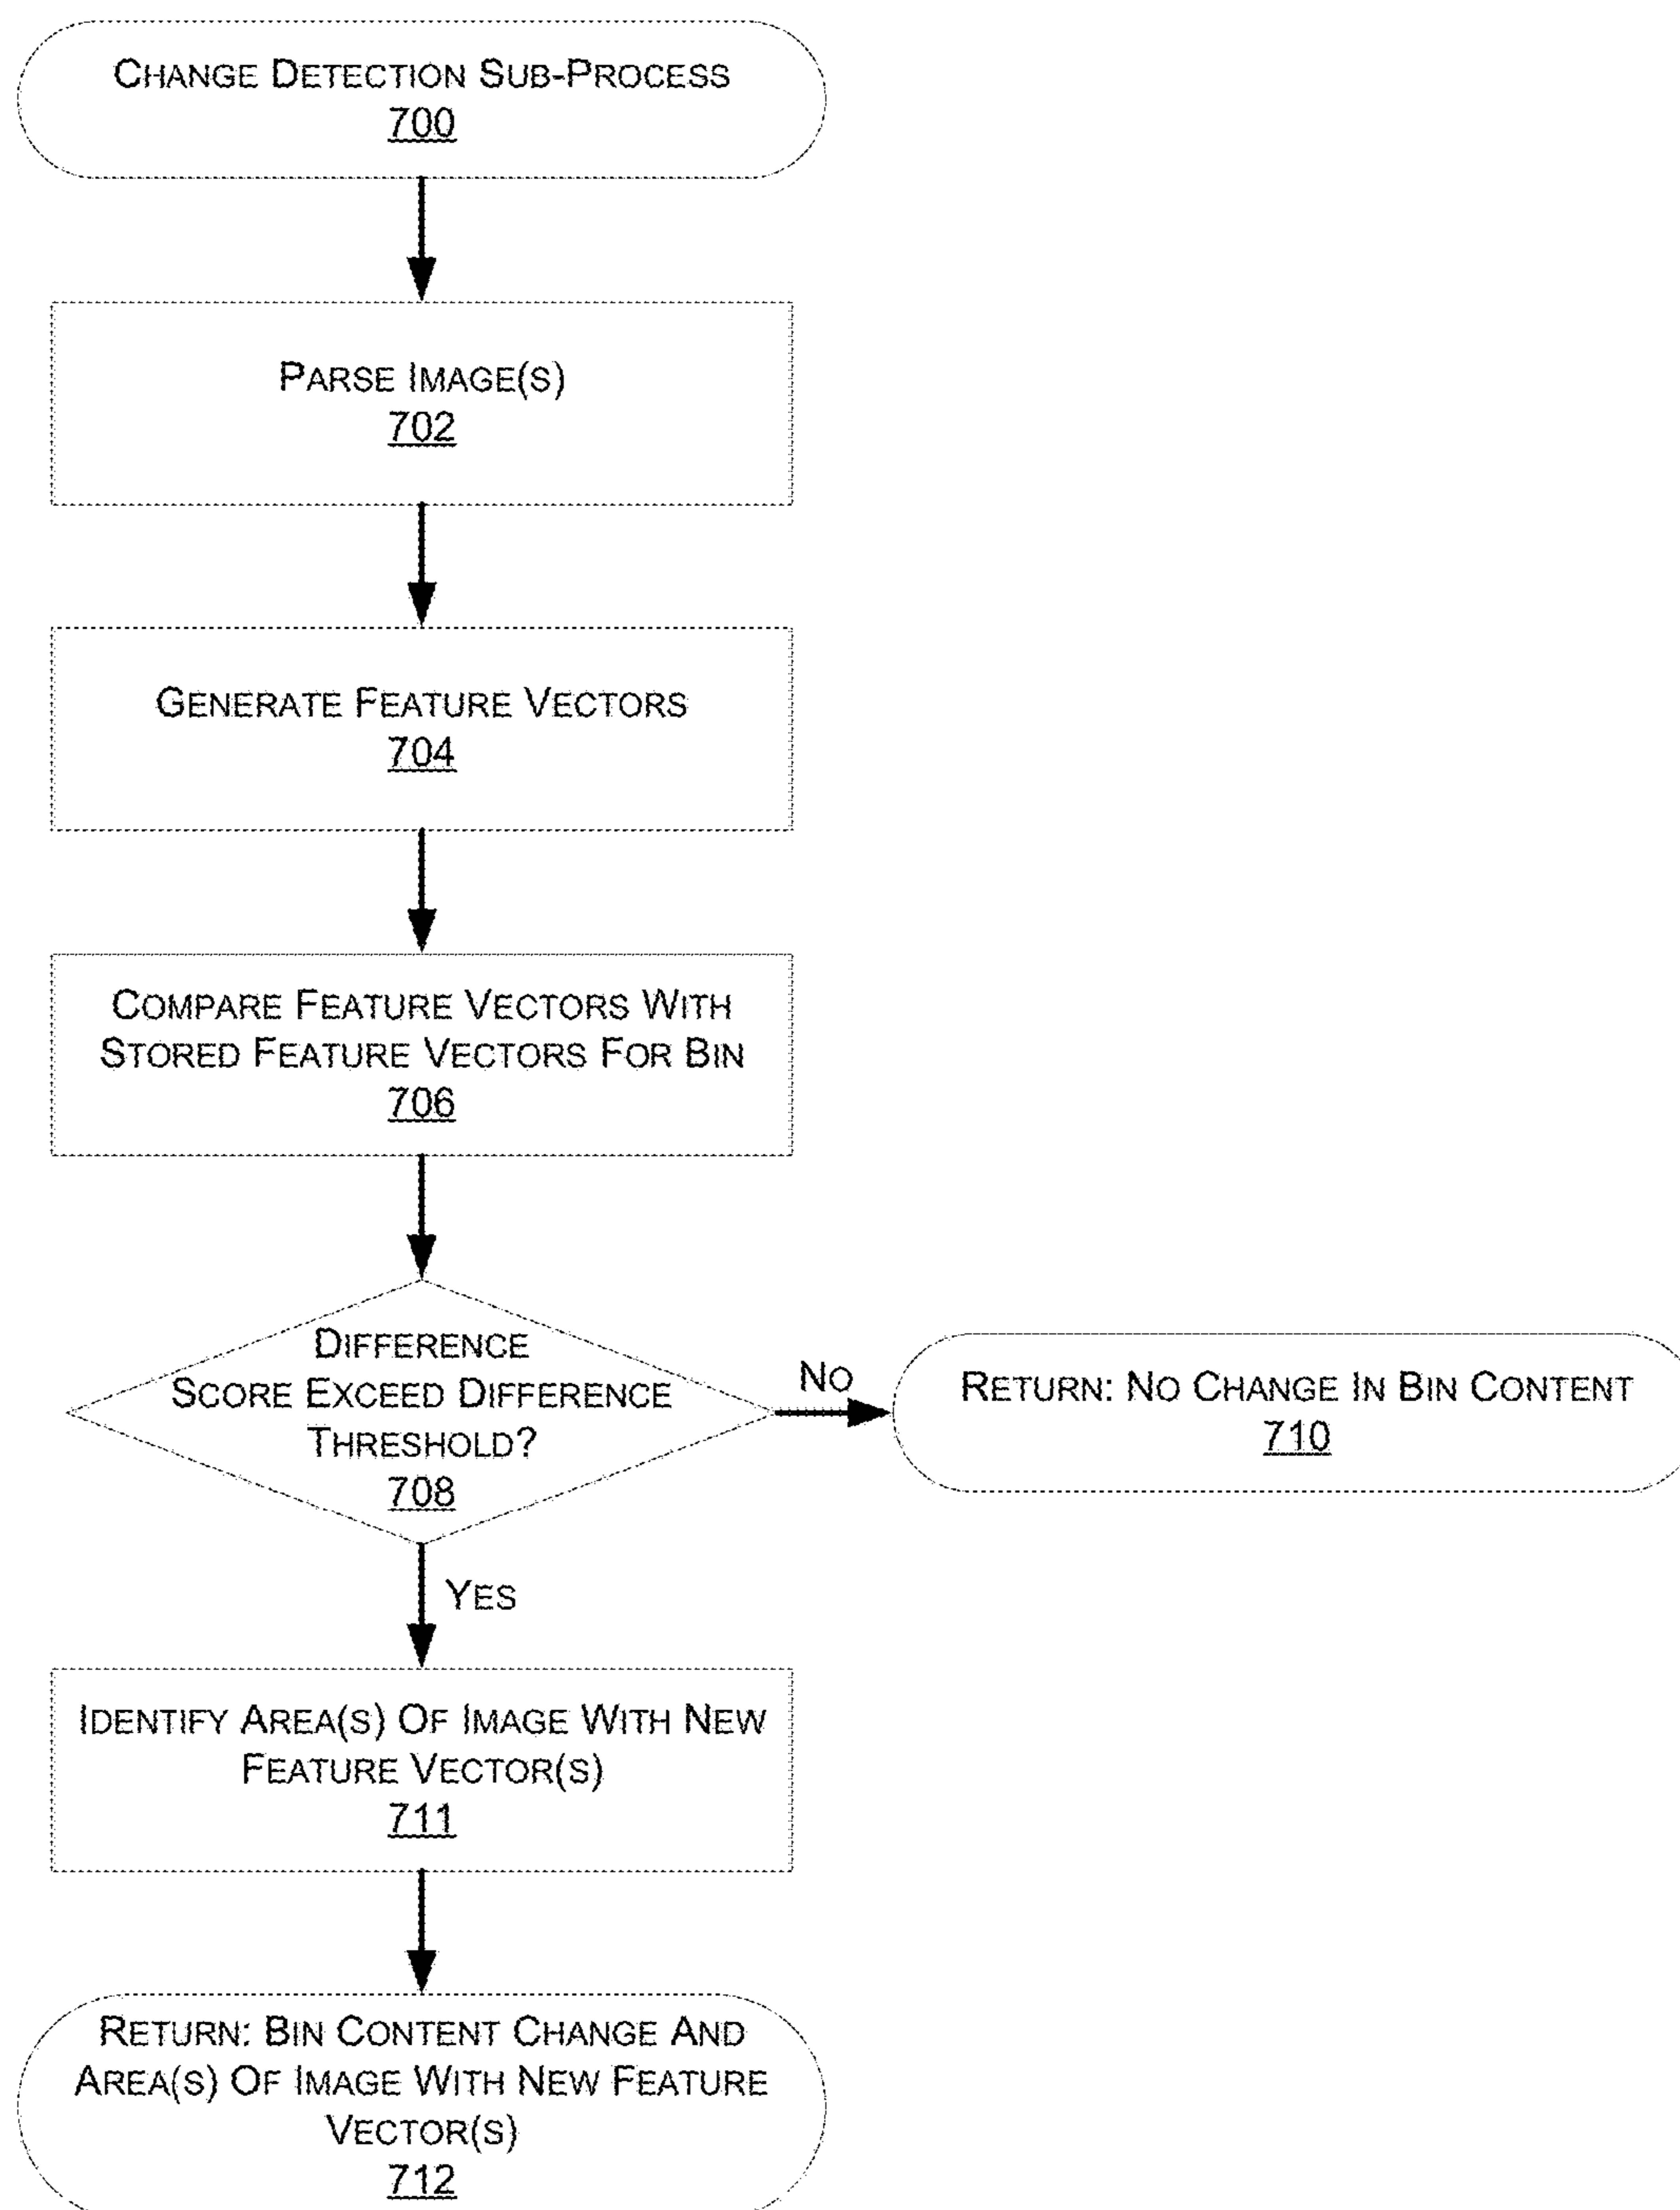 CHANGE DETECTION SUB-PROCESS
700
PARSE IMAGE(S)
702
GENERATE FEATURE VECTORS
704
COMPARE FEATURE VECTORS WITH
STORED FEATURE VECTORS FOR BIN
706
DIFFERENCE
SCORE EXCEED DIFFERENCE
THRESHOLD?
708
NO
RETURN: NO CHANGE IN BIN CONTENT
710
YES
IDENTIFY AREA(S) OF IMAGE WITH NEW
FEATURE VECTOR(S)
711
RETURN: BIN CONTENT CHANGE AND
AREA(S) OF IMAGE WITH NEW FEATURE
VECTOR(S)
712